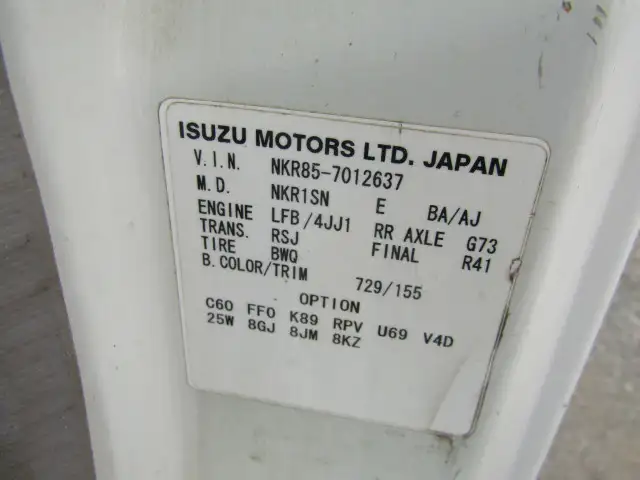 ISUZU MOTORS LTD. JAPAN
V.I.N. NKR85-7012637
M.D. NKR1SN E BA/AJ
ENGINE LFB/4JJ1 RR AXLE G73
TRANS. RSJ FINAL R41
TIRE BWQ
B.COLOR/TRIM 729/155
OPTION
C60 FF0 K89 RPV U69 V4D
25W 8GJ 8JM 8KZ